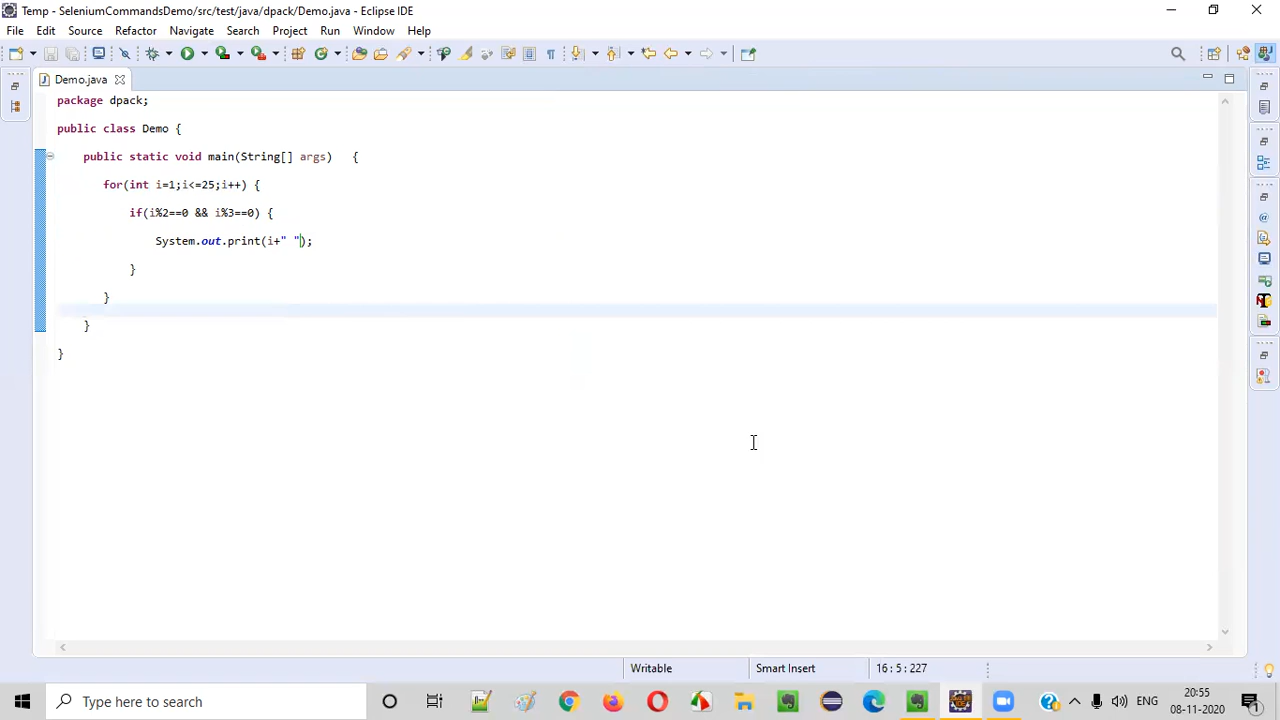 Temp - SeleniumCommandsDemo/src/test/java/dpack/Demo.java - Eclipse IDE
File Edit Source Refactor Navigate Search Project Run Window Help
Demo.java
package dpack;
public class Demo {
public static void main(String[] args) {
for(int i=1;i<=25;i++) {
if(i%2==0 && i%3==0) {
System.out.print(i+" ");
}
}
}
}
Writable Smart Insert 16 : 5 : 227
Type here to search
ENG
20:55
08-11-2020